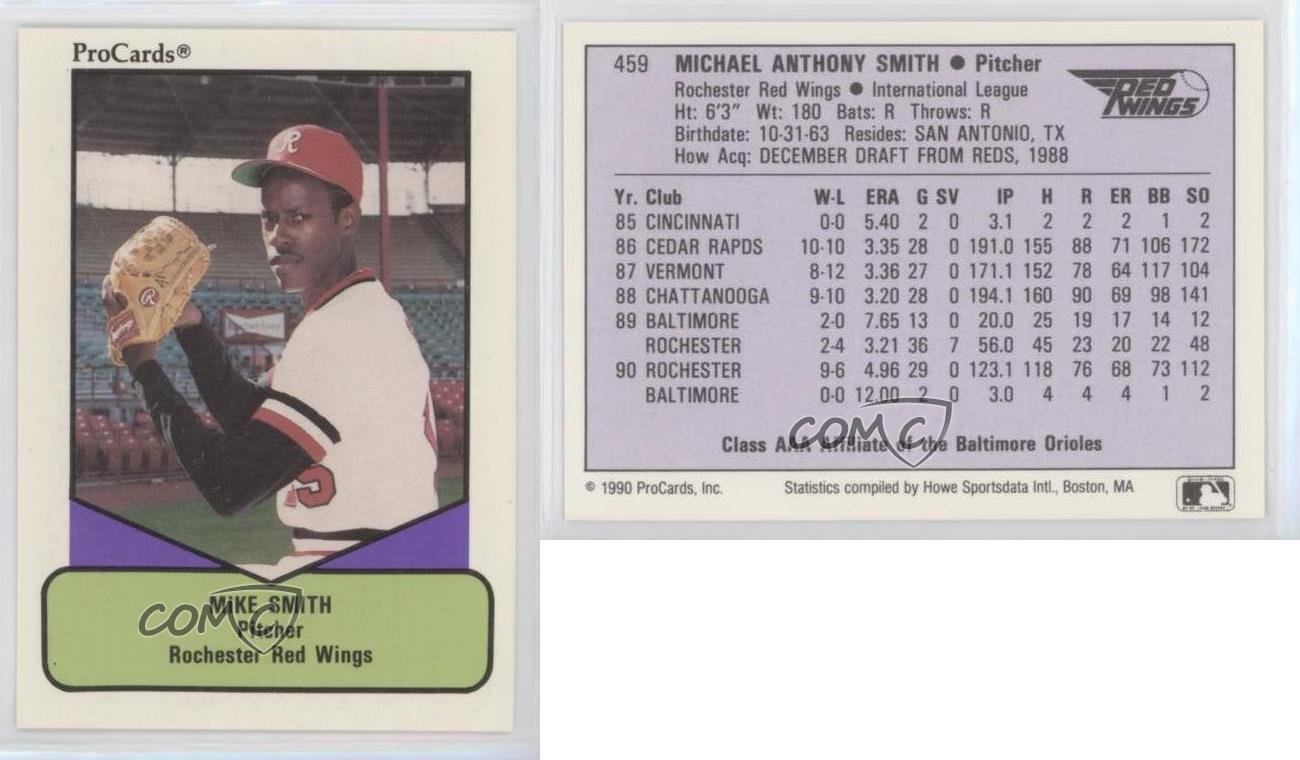 ProCards®
R
R
Rawlings
Budweiser
MiKE SMITH
Pitcher
Rochester Red Wings
COMC
459 MICHAEL ANTHONY SMITH ● Pitcher
Rochester Red Wings ● International League
Ht: 6'3" Wt: 180 Bats: R Throws: R
Birthdate: 10-31-63 Resides: SAN ANTONIO, TX
How Acq: DECEMBER DRAFT FROM REDS, 1988
RED WINGS
Yr. Club W-L ERA G SV IP H R ER BB SO
85 CINCINNATI 0-0 5.40 2 0 3.1 2 2 2 1 2
86 CEDAR RAPDS 10-10 3.35 28 0 191.0 155 88 71 106 172
87 VERMONT 8-12 3.36 27 0 171.1 152 78 64 117 104
88 CHATTANOOGA 9-10 3.20 28 0 194.1 160 90 69 98 141
89 BALTIMORE 2-0 7.65 13 0 20.0 25 19 17 14 12
ROCHESTER 2-4 3.21 36 7 56.0 45 23 20 22 48
90 ROCHESTER 9-6 4.96 29 0 123.1 118 76 68 73 112
BALTIMORE 0-0 12.00 2 0 3.0 4 4 4 1 2
COMC
Class AAA Affiliate of the Baltimore Orioles
© 1990 ProCards, Inc. Statistics compiled by Howe Sportsdata Intl., Boston, MA